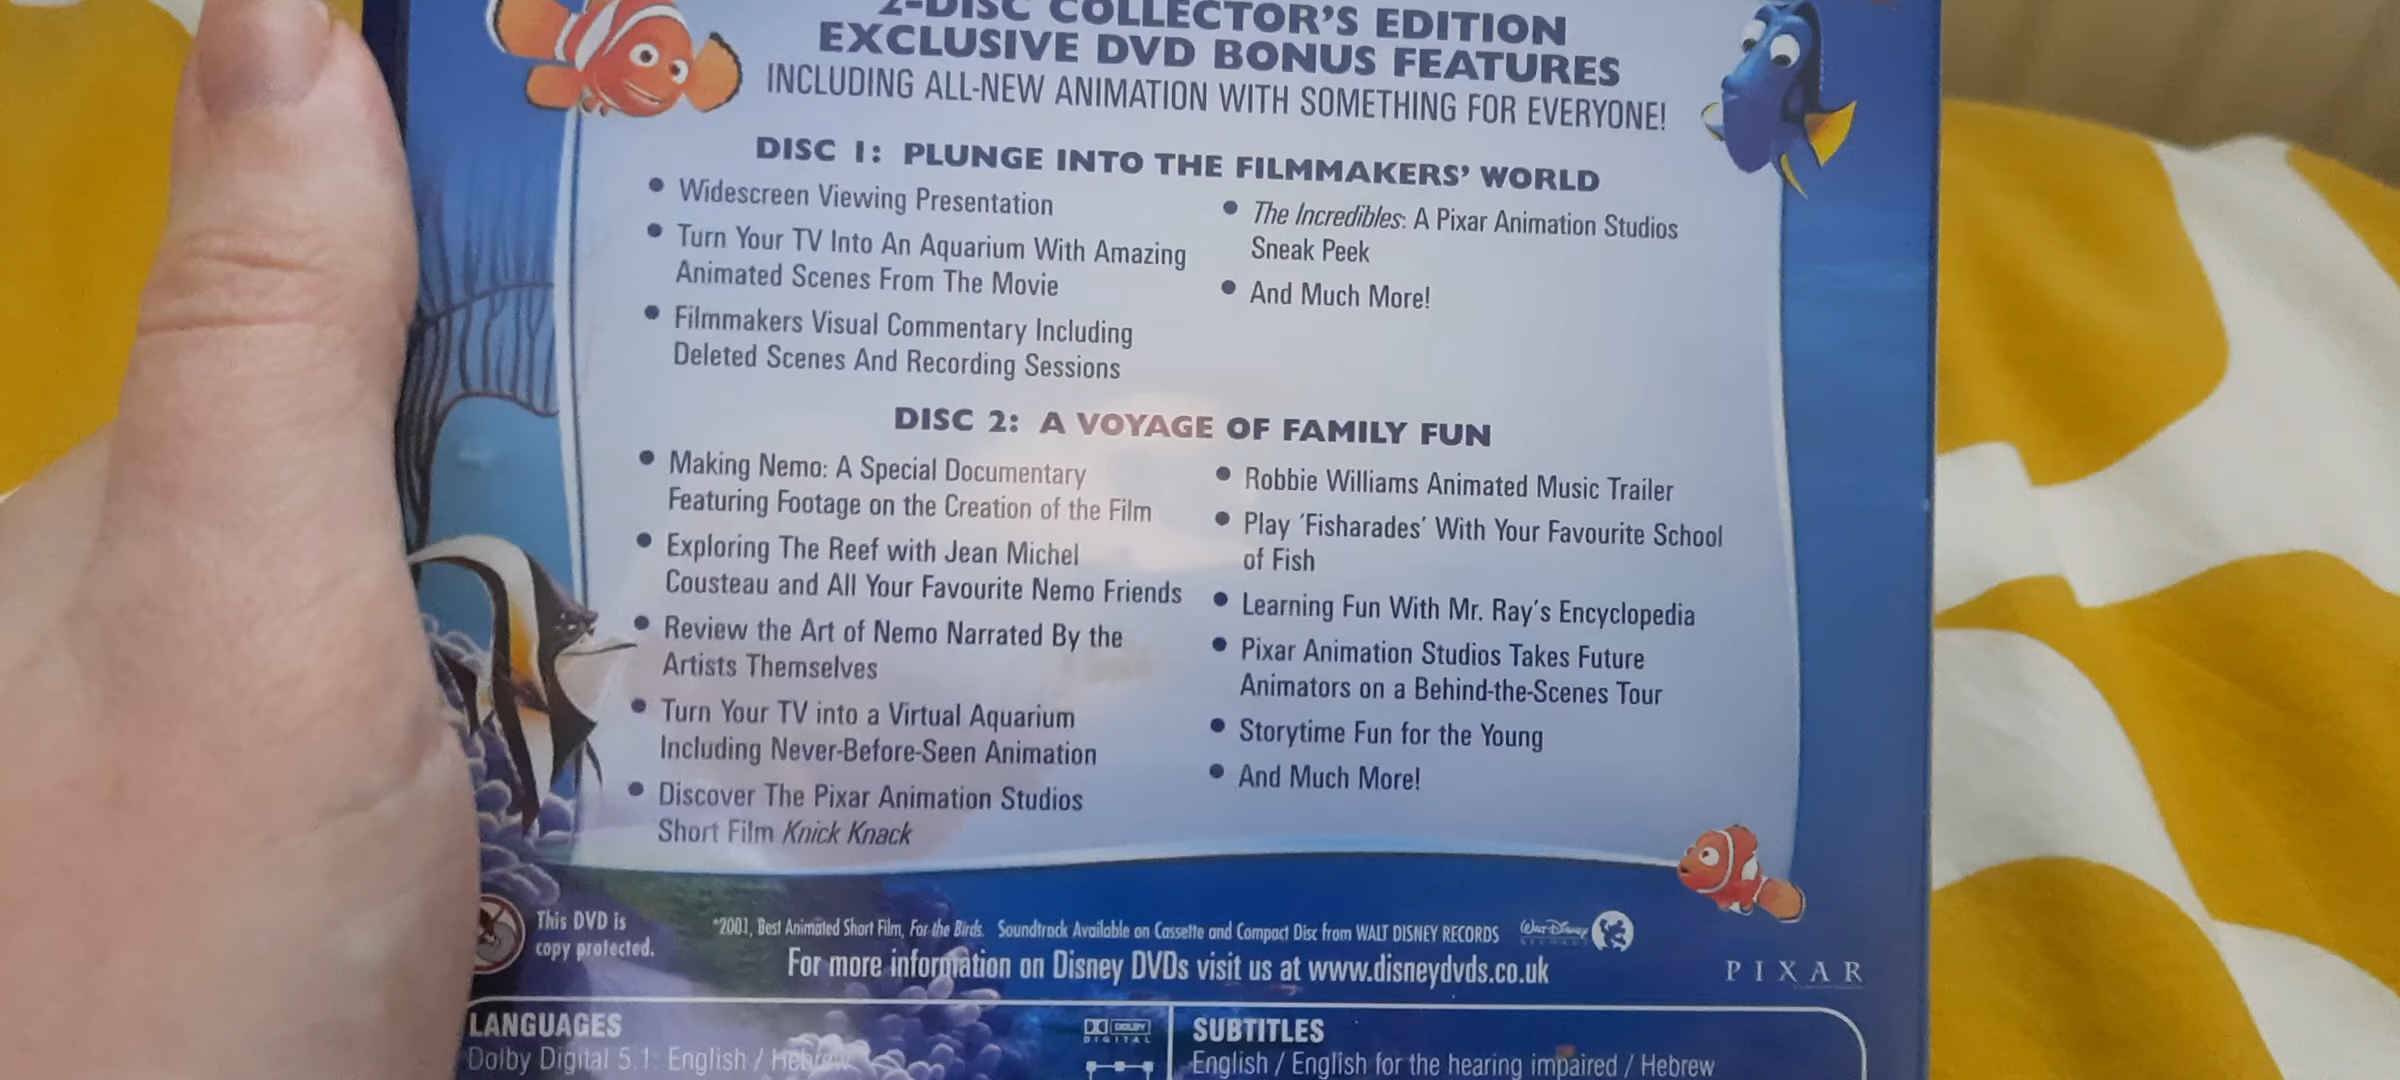 2-DISC COLLECTOR'S EDITION
EXCLUSIVE DVD BONUS FEATURES
INCLUDING ALL-NEW ANIMATION WITH SOMETHING FOR EVERYONE!
DISC 1: PLUNGE INTO THE FILMMAKERS' WORLD
• Widescreen Viewing Presentation
• Turn Your TV Into An Aquarium With Amazing
Animated Scenes From The Movie
• Filmmakers Visual Commentary Including
Deleted Scenes And Recording Sessions
• The Incredibles: A Pixar Animation Studios
Sneak Peek
• And Much More!
DISC 2: A VOYAGE OF FAMILY FUN
• Making Nemo: A Special Documentary
Featuring Footage on the Creation of the Film
• Exploring The Reef with Jean Michel
Cousteau and All Your Favourite Nemo Friends
• Review the Art of Nemo Narrated By the
Artists Themselves
• Turn Your TV into a Virtual Aquarium
Including Never-Before-Seen Animation
• Discover The Pixar Animation Studios
Short Film Knick Knack
• Robbie Williams Animated Music Trailer
• Play 'Fisharades' With Your Favourite School
of Fish
• Learning Fun With Mr. Ray's Encyclopedia
• Pixar Animation Studios Takes Future
Animators on a Behind-the-Scenes Tour
• Storytime Fun for the Young
• And Much More!
This DVD is
copy protected.
*2001, Best Animated Short Film, For the Birds. Soundtrack Available on Cassette and Compact Disc from WALT DISNEY RECORDS
Walt Disney
RECORDS
For more information on Disney DVDs visit us at www.disneydvds.co.uk
PIXAR
LANGUAGES
Dolby Digital 5.1: English / Hebrew
DOLBY
DIGITAL
SUBTITLES
English / English for the hearing impaired / Hebrew